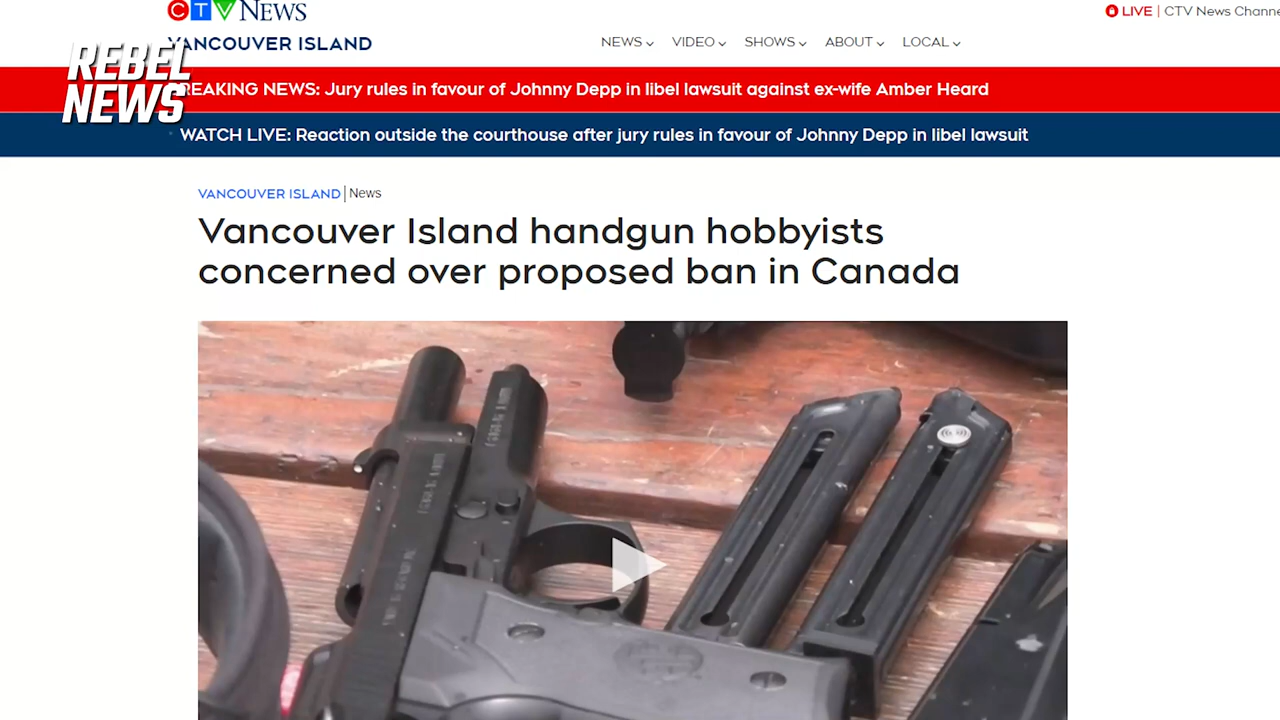 CTV NEWS
LIVE | CTV News Channe
VANCOUVER ISLAND
NEWS VIDEO SHOWS ABOUT LOCAL
REBEL
NEWS
BREAKING NEWS: Jury rules in favour of Johnny Depp in libel lawsuit against ex-wife Amber Heard
WATCH LIVE: Reaction outside the courthouse after jury rules in favour of Johnny Depp in libel lawsuit
VANCOUVER ISLAND | News
Vancouver Island handgun hobbyists
concerned over proposed ban in Canada